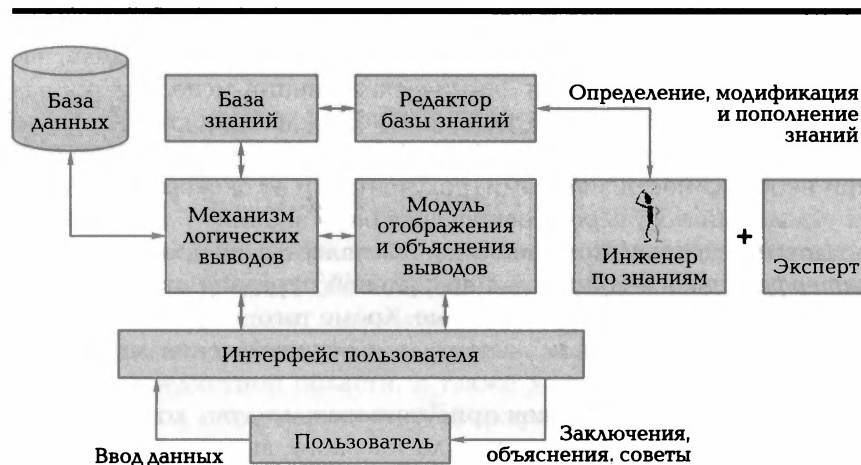 База
данных
База
знаний
Редактор
базы знаний
Определение, модификация
и пополнение
знаний
Механизм
логических
выводов
Модуль
отображения
и объяснения
выводов
Инженер
по знаниям
+
Эксперт
Интерфейс пользователя
Ввод данных
Пользователь
Заключения,
объяснения, советы